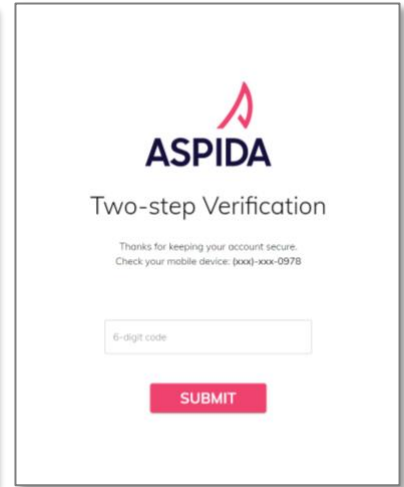 ASPIDA
Two-step Verification
Thanks for keeping your account secure.
Check your mobile device: (xxx)-xxx-0978
6-digit code
SUBMIT